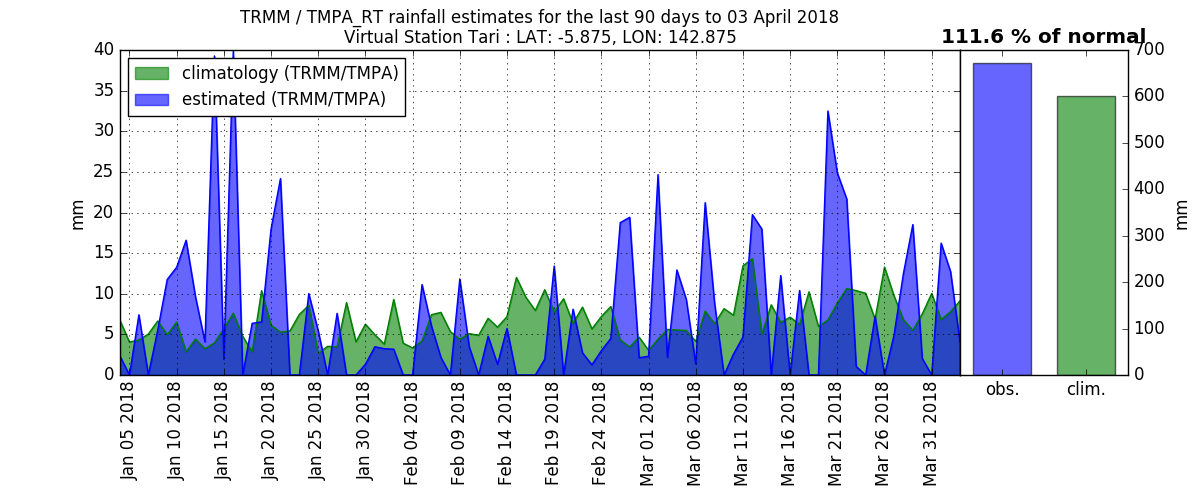 TRMM / TMPA_RT rainfall estimates for the last 90 days to 03 April 2018
Virtual Station Tari : LAT: -5.875, LON: 142.875
111.6 % of normal
climatology (TRMM/TMPA)
estimated (TRMM/TMPA)
mm
40
35
30
25
20
15
10
5
0
Jan 05 2018
Jan 10 2018
Jan 15 2018
Jan 20 2018
Jan 25 2018
Jan 30 2018
Feb 04 2018
Feb 09 2018
Feb 14 2018
Feb 19 2018
Feb 24 2018
Mar 01 2018
Mar 06 2018
Mar 11 2018
Mar 16 2018
Mar 21 2018
Mar 26 2018
Mar 31 2018
obs.
clim.
700
600
500
400
300
200
100
0
mm